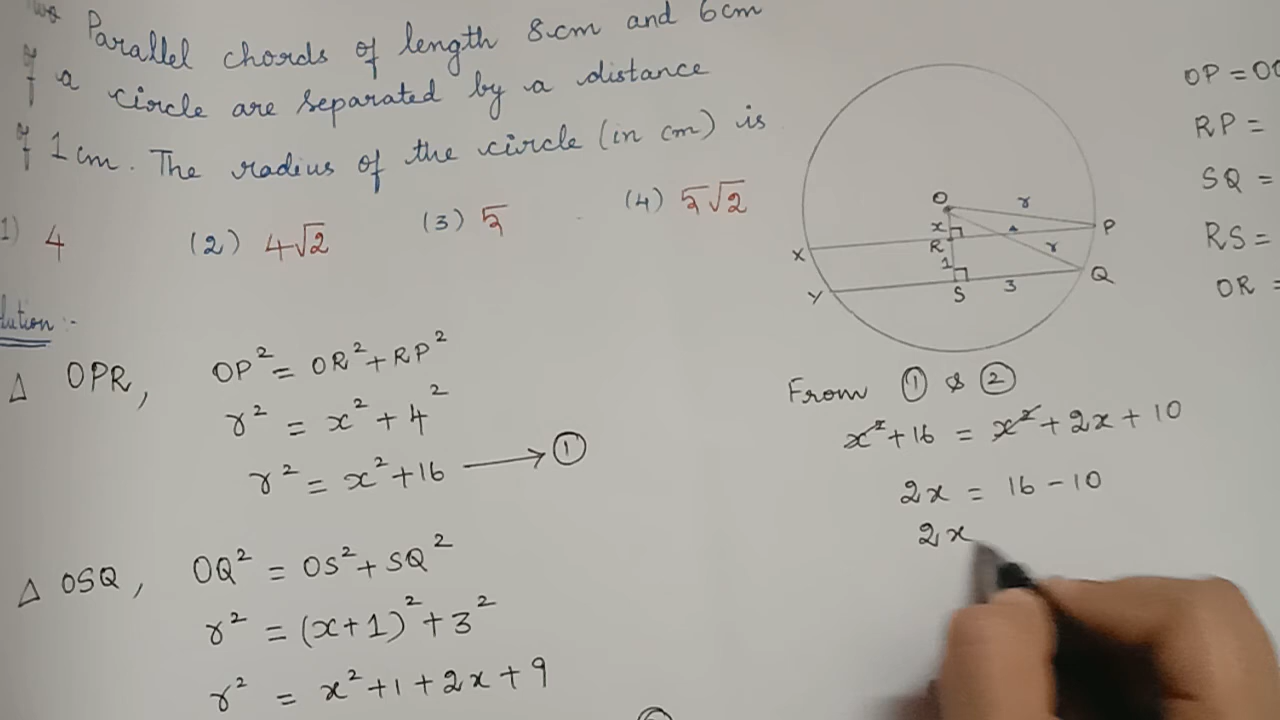 Parallel chords of length 8cm and 6cm
of a circle are separated by a distance
of 1cm. The radius of the circle (in cm) is
1) 4 (2) 4√2 (3) 5 (4) 5√2
O
r
x
R
P
r
1
X
Y
S
3
Q
OP =
RP =
SQ =
RS =
OR =
Δ OPR, OP² = OR² + RP²
r² = x² + 4²
r² = x² + 16 → ①
Δ OSQ, OQ² = OS² + SQ²
r² = (x+1)² + 3²
r² = x² + 1 + 2x + 9
From ① & ②
x² + 16 = x² + 2x + 10
2x = 16 - 10
2x